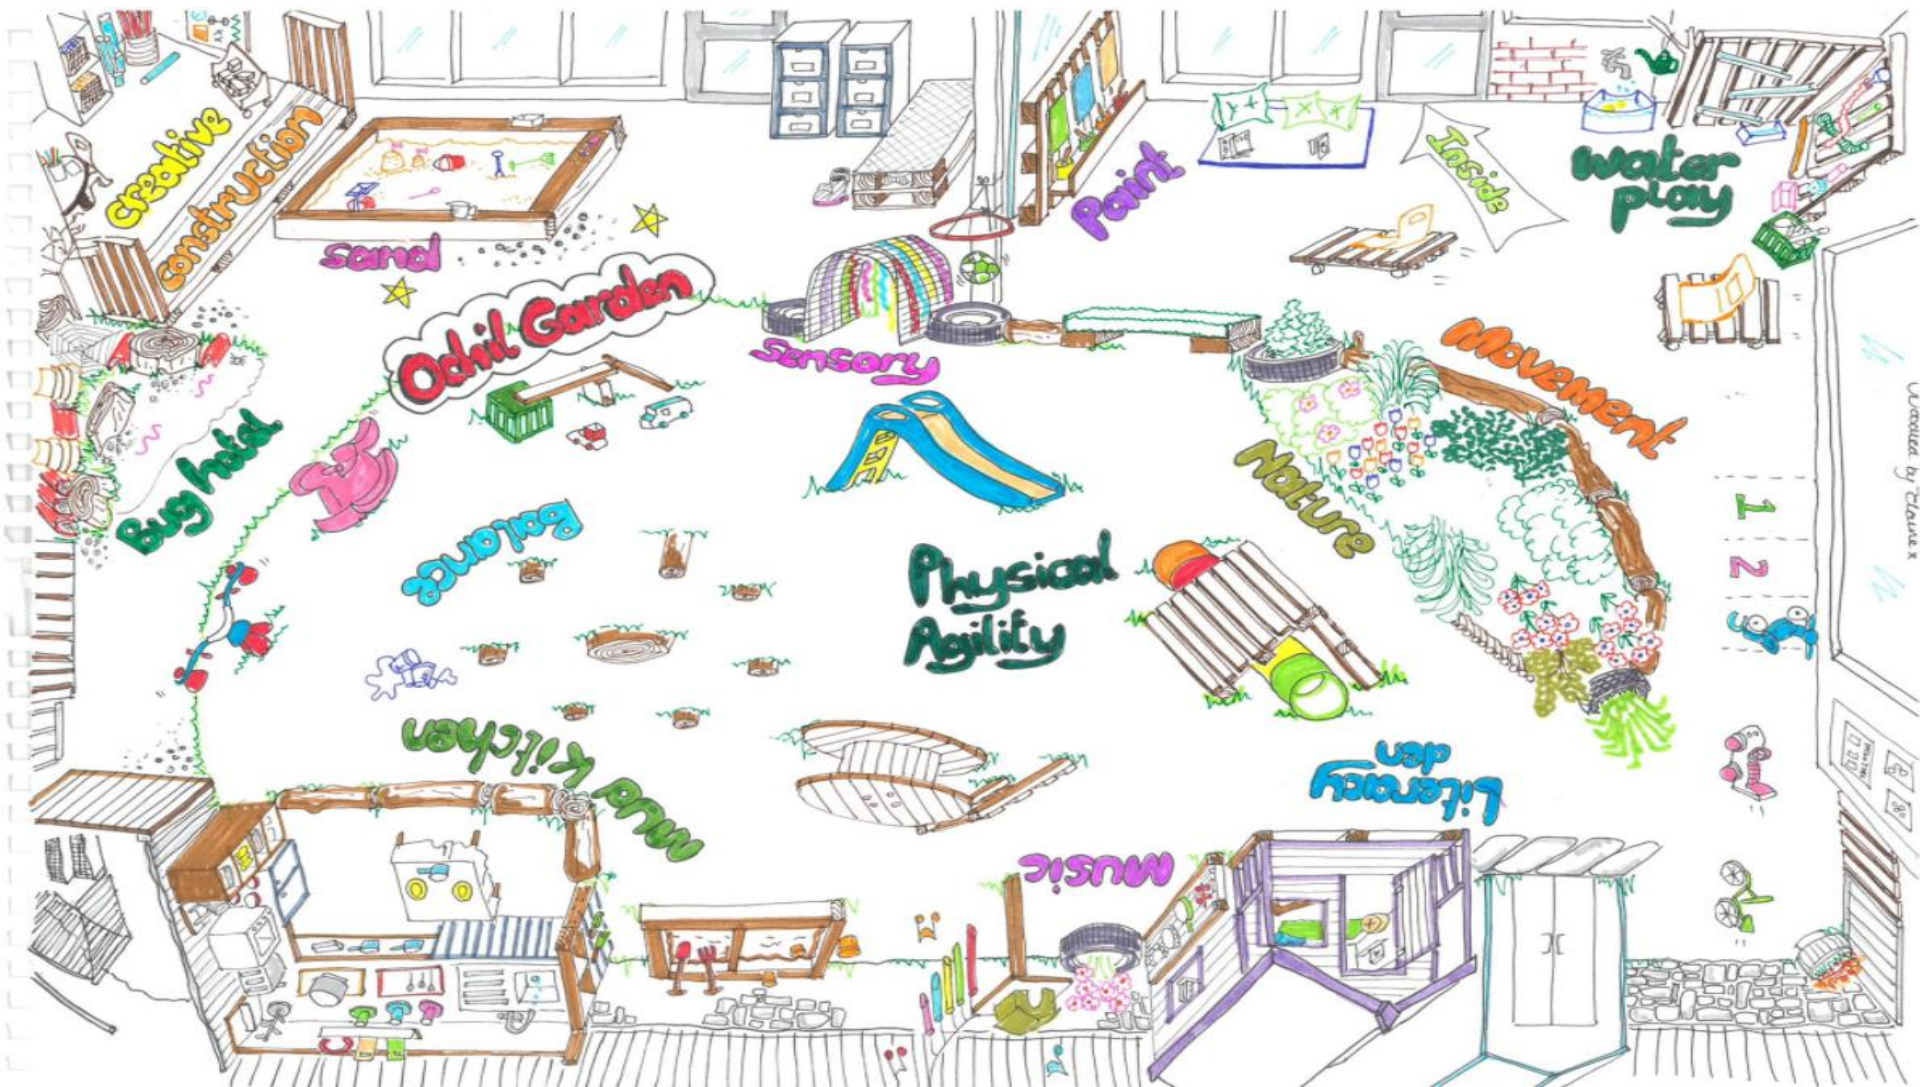 Creative
Construction
Sand
Ochil Garden
Sensory
Paint
Inside
Water
play
Movement
Bug hotel
Balance
Physical
Agility
Nature
1
2
Mud Kitchen
Literacy
den
Music